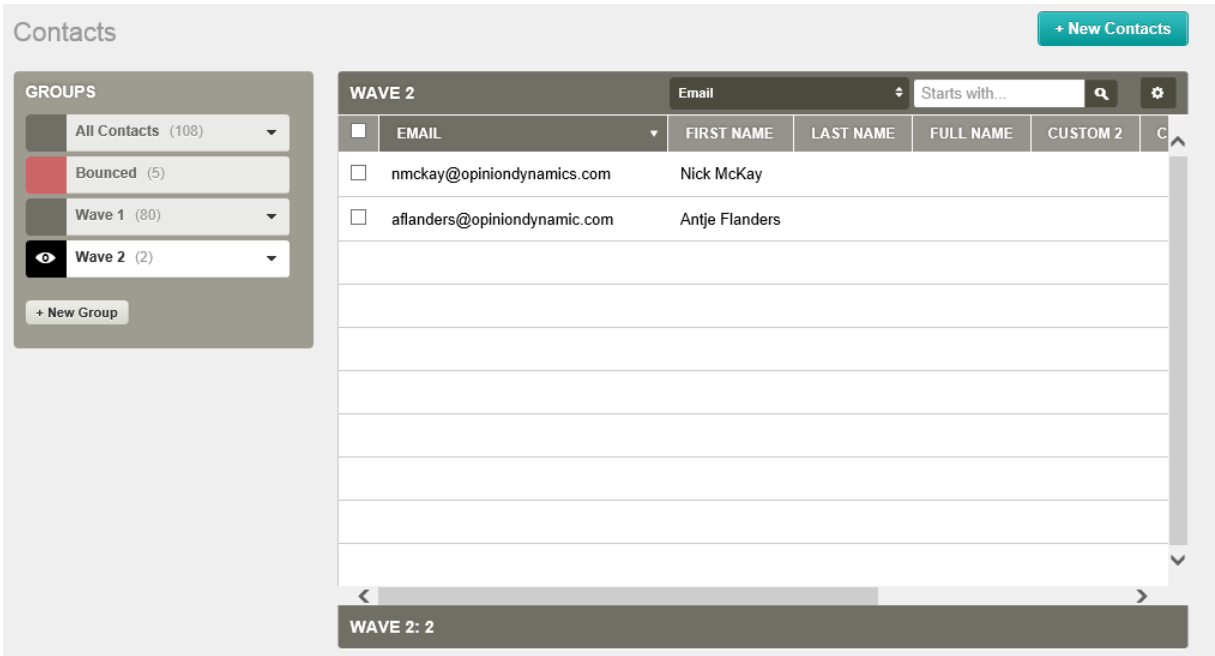 Contacts
+ New Contacts
GROUPS
All Contacts (108)
Bounced (5)
Wave 1 (80)
Wave 2 (2)
+ New Group
WAVE 2
Email
Starts with...
EMAIL FIRST NAME LAST NAME FULL NAME CUSTOM 2 C
nmckay@opiniondynamics.com Nick McKay
aflanders@opiniondynamic.com Antje Flanders
WAVE 2: 2